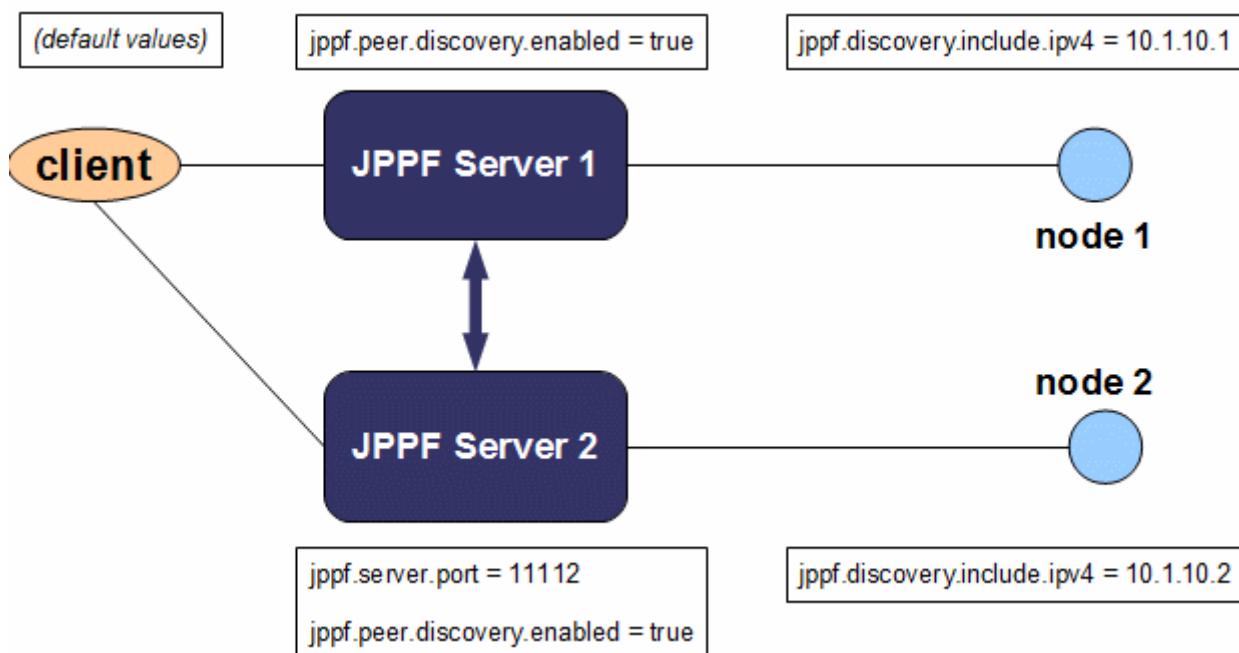 (default values)
jppf.peer.discovery.enabled = true
jppf.discovery.include.ipv4 = 10.1.10.1
client
JPPF Server 1
node 1
node 2
JPPF Server 2
jppf.server.port = 11112
jppf.peer.discovery.enabled = true
jppf.discovery.include.ipv4 = 10.1.10.2